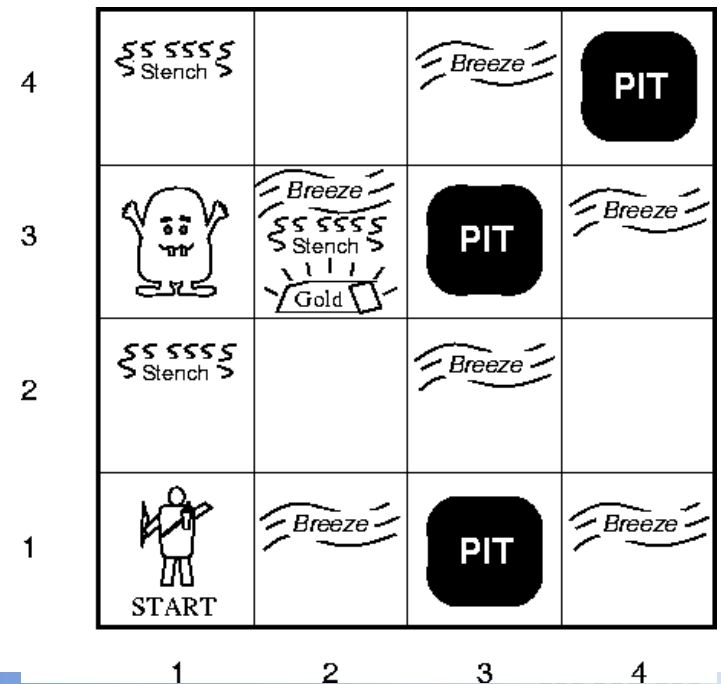 4
Stench
Breeze
PIT
3
Breeze
Stench
Gold
PIT
Breeze
2
Stench
Breeze
1
START
Breeze
PIT
Breeze
1 2 3 4